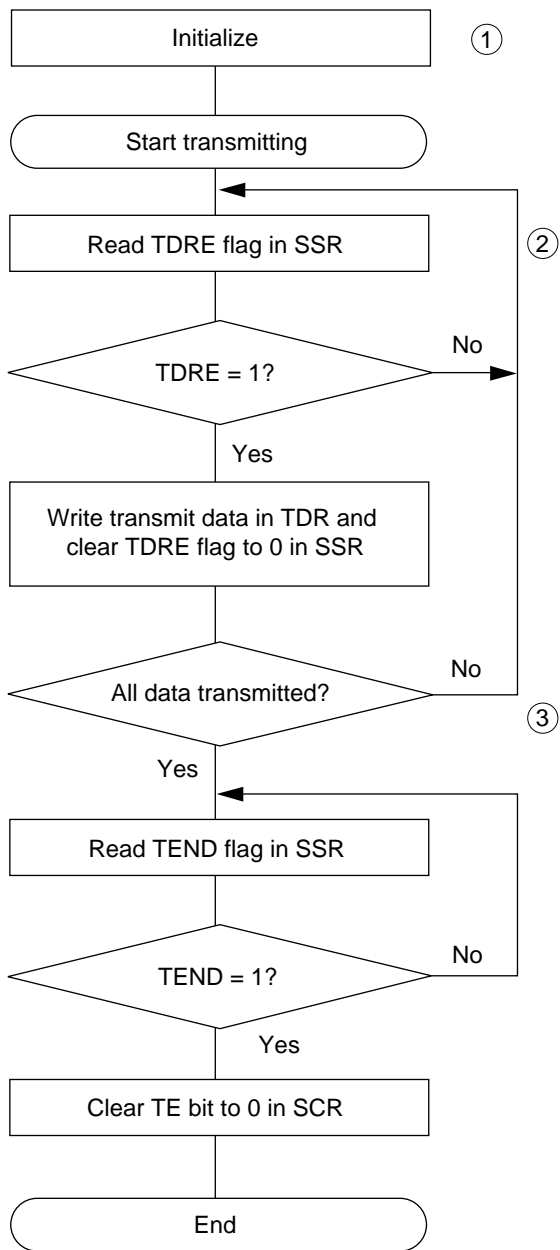 Initialize
①
Start transmitting
Read TDRE flag in SSR
②
TDRE = 1?
No
Yes
Write transmit data in TDR and
clear TDRE flag to 0 in SSR
All data transmitted?
No
③
Yes
Read TEND flag in SSR
TEND = 1?
No
Yes
Clear TE bit to 0 in SCR
End